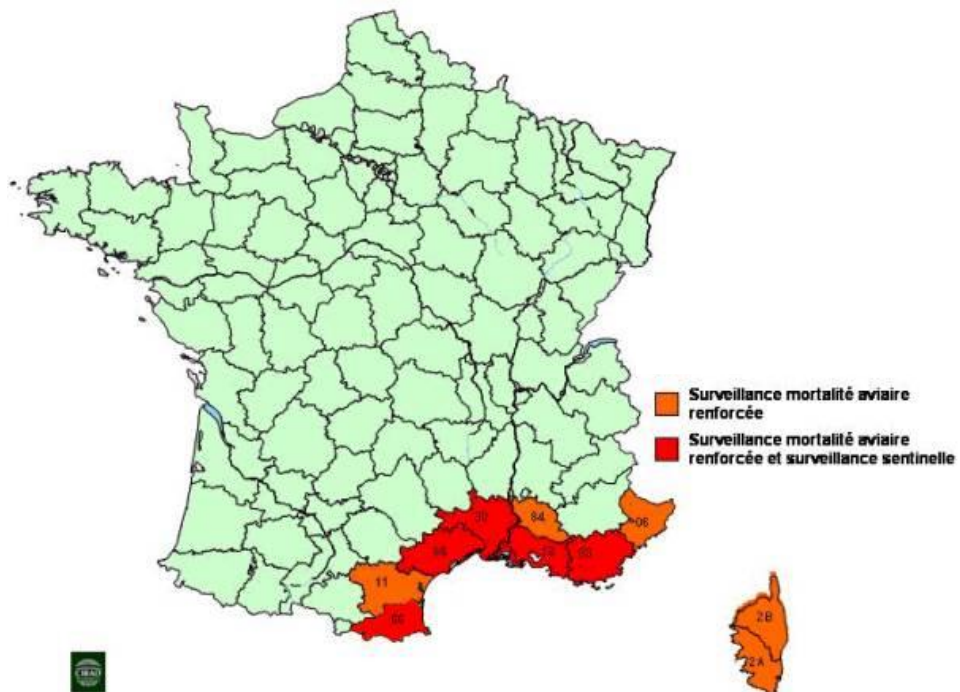 Surveillance mortalité aviaire
renforcée
Surveillance mortalité aviaire
renforcée et surveillance sentinelle
30
84
06
34
13
83
11
66
2B
2A
CIRAD